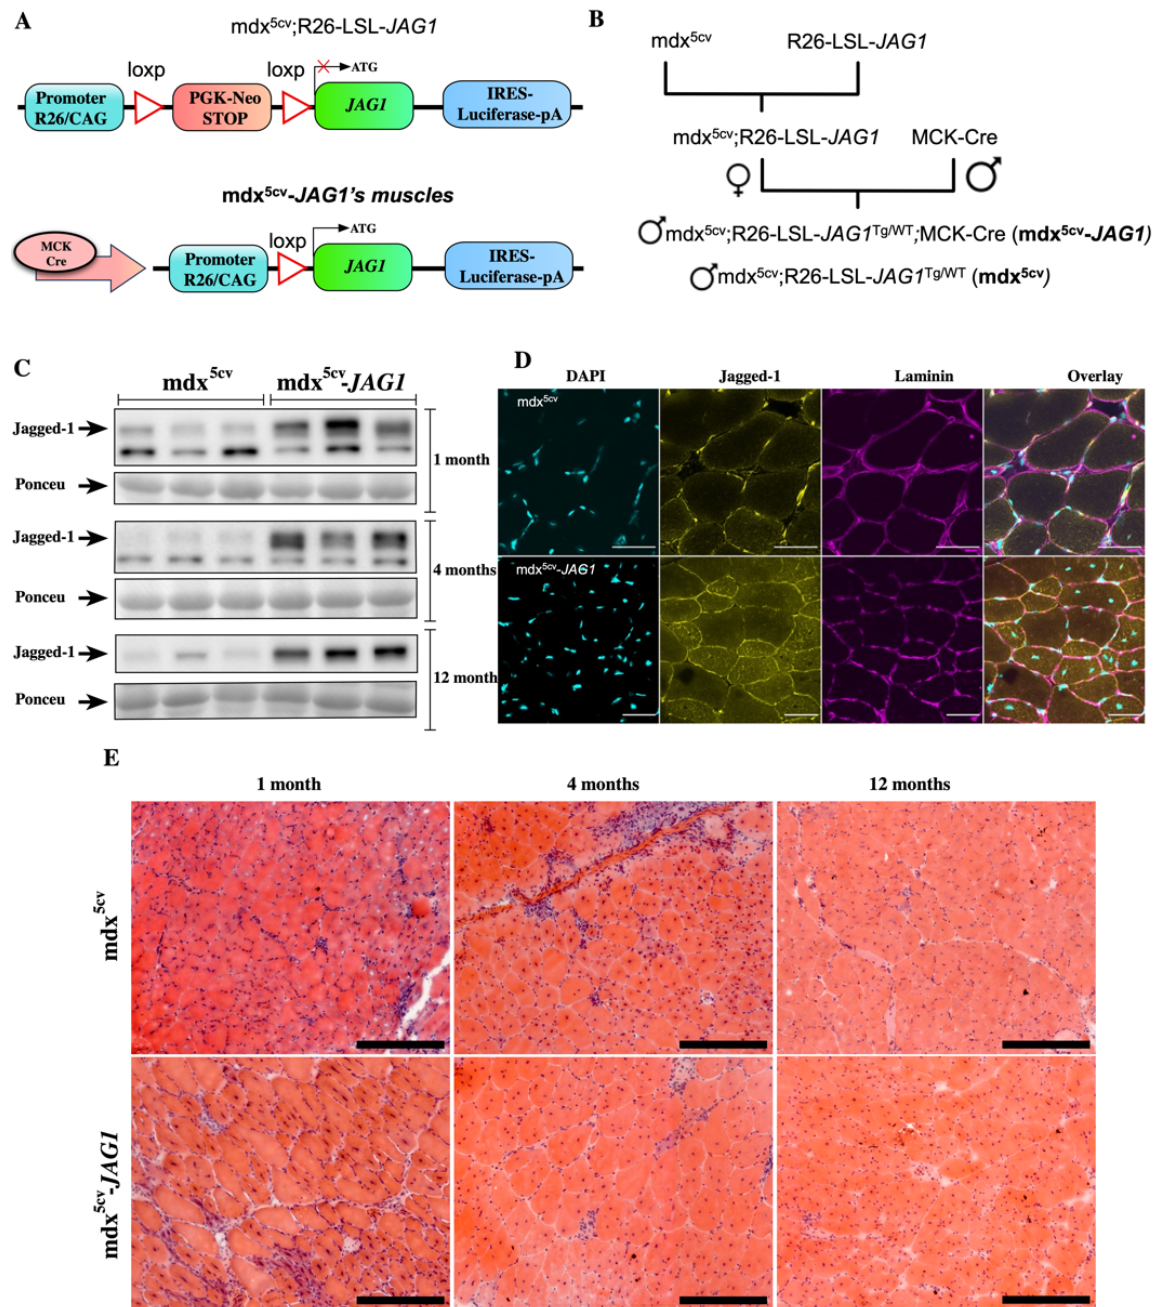 A
mdx5cv;R26-LSL-JAG1
loxp
loxp
ATG
Promoter
R26/CAG
PGK-Neo
STOP
JAG1
IRES-
Luciferase-pA
mdx5cv-JAG1's muscles
MCK
Cre
loxp
ATG
Promoter
R26/CAG
JAG1
IRES-
Luciferase-pA
B
mdx5cv
R26-LSL-JAG1
mdx5cv;R26-LSL-JAG1
MCK-Cre
♀
♂
♂mdx5cv;R26-LSL-JAG1Tg/WT;MCK-Cre (mdx5cv-JAG1)
♂mdx5cv;R26-LSL-JAG1Tg/WT (mdx5cv)
C
mdx5cv
mdx5cv-JAG1
Jagged-1
Ponceu
1 month
Jagged-1
Ponceu
4 months
Jagged-1
Ponceu
12 month
D
DAPI
Jagged-1
Laminin
Overlay
mdx5cv
mdx5cv-JAG1
E
1 month
4 months
12 months
mdx5cv
mdx5cv-JAG1